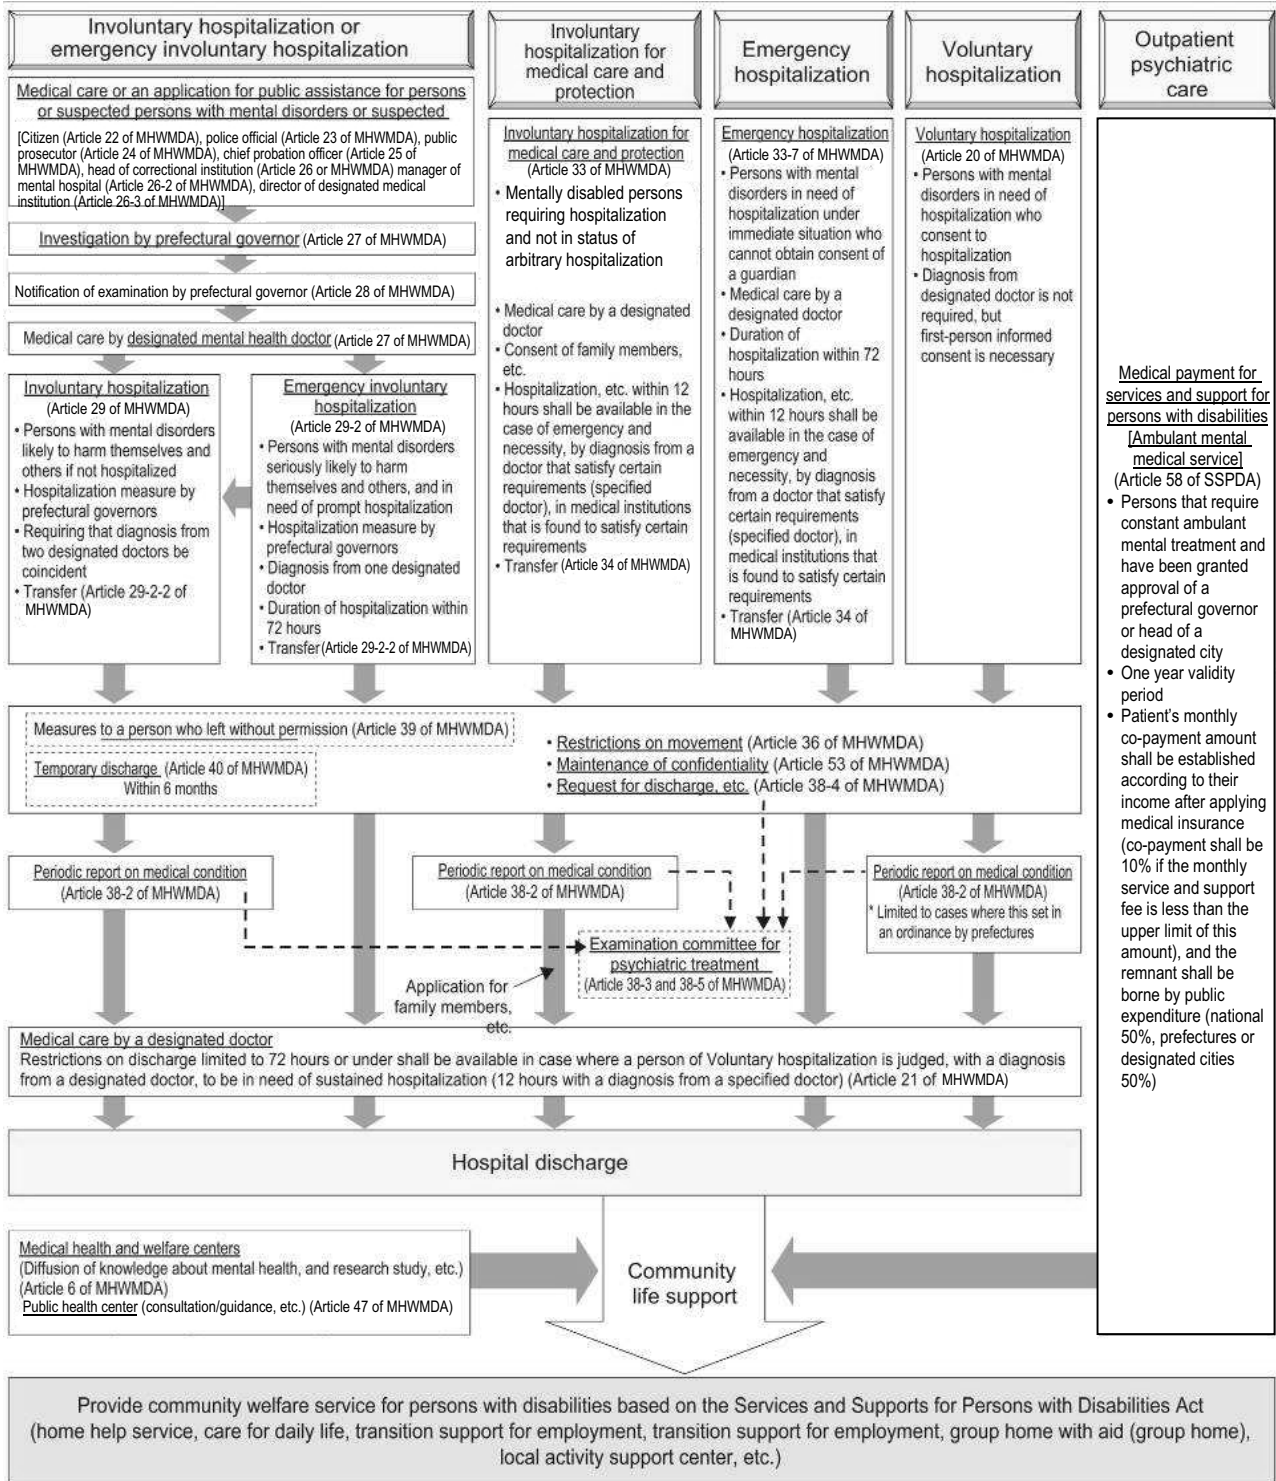 Involuntary hospitalization or
emergency involuntary hospitalization
Medical care or an application for public assistance for persons
or suspected persons with mental disorders or suspected
[Citizen (Article 22 of MHWMDA), police official (Article 23 of MHWMDA), public
prosecutor (Article 24 of MHWMDA), chief probation officer (Article 25 of
MHWMDA), head of correctional institution (Article 26 or MHWMDA) manager of
mental hospital (Article 26-2 of MHWMDA), director of designated medical
institution (Article 26-3 of MHWMDA)]
Investigation by prefectural governor (Article 27 of MHWMDA)
Notification of examination by prefectural governor (Article 28 of MHWMDA)
Medical care by designated mental health doctor (Article 27 of MHWMDA)
Involuntary hospitalization
(Article 29 of MHWMDA)
• Persons with mental disorders
likely to harm themselves and
others if not hospitalized
• Hospitalization measure by
prefectural governors
• Requiring that diagnosis from
two designated doctors be
coincident
• Transfer (Article 29-2-2 of
MHWMDA)
Emergency involuntary
hospitalization
(Article 29-2 of MHWMDA)
• Persons with mental disorders
seriously likely to harm
themselves and others, and in
need of prompt hospitalization
• Hospitalization measure by
prefectural governors
• Diagnosis from one designated
doctor
• Duration of hospitalization within
72 hours
• Transfer (Article 29-2-2 of MHWMDA)
Involuntary
hospitalization for
medical care and
protection
Involuntary hospitalization for
medical care and protection
(Article 33 of MHWMDA)
• Mentally disabled persons
requiring hospitalization
and not in status of
arbitrary hospitalization
• Medical care by a designated
doctor
• Consent of family members,
etc.
• Hospitalization, etc. within 12
hours shall be available in the
case of emergency and
necessity, by diagnosis from a
doctor that satisfy certain
requirements (specified
doctor), in medical institutions
that is found to satisfy certain
requirements
• Transfer (Article 34 of MHWMDA)
Emergency
hospitalization
Emergency hospitalization
(Article 33-7 of MHWMDA)
• Persons with mental
disorders in need of
hospitalization under
immediate situation who
cannot obtain consent of
a guardian
• Medical care by a
designated doctor
• Duration of
hospitalization within 72
hours
• Hospitalization, etc.
within 12 hours shall be
available in the case of
emergency and
necessity, by diagnosis
from a doctor that satisfy
certain requirements
(specified doctor), in
medical institutions that
is found to satisfy certain
requirements
• Transfer (Article 34 of
MHWMDA)
Voluntary
hospitalization
Voluntary hospitalization
(Article 20 of MHWMDA)
• Persons with mental
disorders in need of
hospitalization who
consent to
hospitalization
• Diagnosis from
designated doctor is not
required, but
first-person informed
consent is necessary
Outpatient
psychiatric
care
Medical payment for
services and support for
persons with disabilities
[Ambulant mental
medical service]
(Article 58 of SSPDA)
• Persons that require
constant ambulant
mental treatment and
have been granted
approval of a
prefectural governor
or head of a
designated city
• One year validity
period
• Patient's monthly
co-payment amount
shall be established
according to their
income after applying
medical insurance
(co-payment shall be
10% if the monthly
service and support
fee is less than the
upper limit of this
amount), and the
remnant shall be
borne by public
expenditure (national
50%, prefectures or
designated cities
50%)
Measures to a person who left without permission (Article 39 of MHWMDA)
Temporary discharge (Article 40 of MHWMDA)
Within 6 months
• Restrictions on movement (Article 36 of MHWMDA)
• Maintenance of confidentiality (Article 53 of MHWMDA)
• Request for discharge, etc. (Article 38-4 of MHWMDA)
Periodic report on medical condition
(Article 38-2 of MHWMDA)
Periodic report on medical condition
(Article 38-2 of MHWMDA)
Periodic report on medical condition
(Article 38-2 of MHWMDA)
* Limited to cases where this set in
an ordinance by prefectures
Examination committee for
psychiatric treatment
(Article 38-3 and 38-5 of MHWMDA)
Application for
family members,
etc.
Medical care by a designated doctor
Restrictions on discharge limited to 72 hours or under shall be available in case where a person of Voluntary hospitalization is judged, with a diagnosis
from a designated doctor, to be in need of sustained hospitalization (12 hours with a diagnosis from a specified doctor) (Article 21 of MHWMDA)
Hospital discharge
Medical health and welfare centers
(Diffusion of knowledge about mental health, and research study, etc.)
(Article 6 of MHWMDA)
Public health center (consultation/guidance, etc.) (Article 47 of MHWMDA)
Community
life support
Provide community welfare service for persons with disabilities based on the Services and Supports for Persons with Disabilities Act
(home help service, care for daily life, transition support for employment, transition support for employment, group home with aid (group home),
local activity support center, etc.)